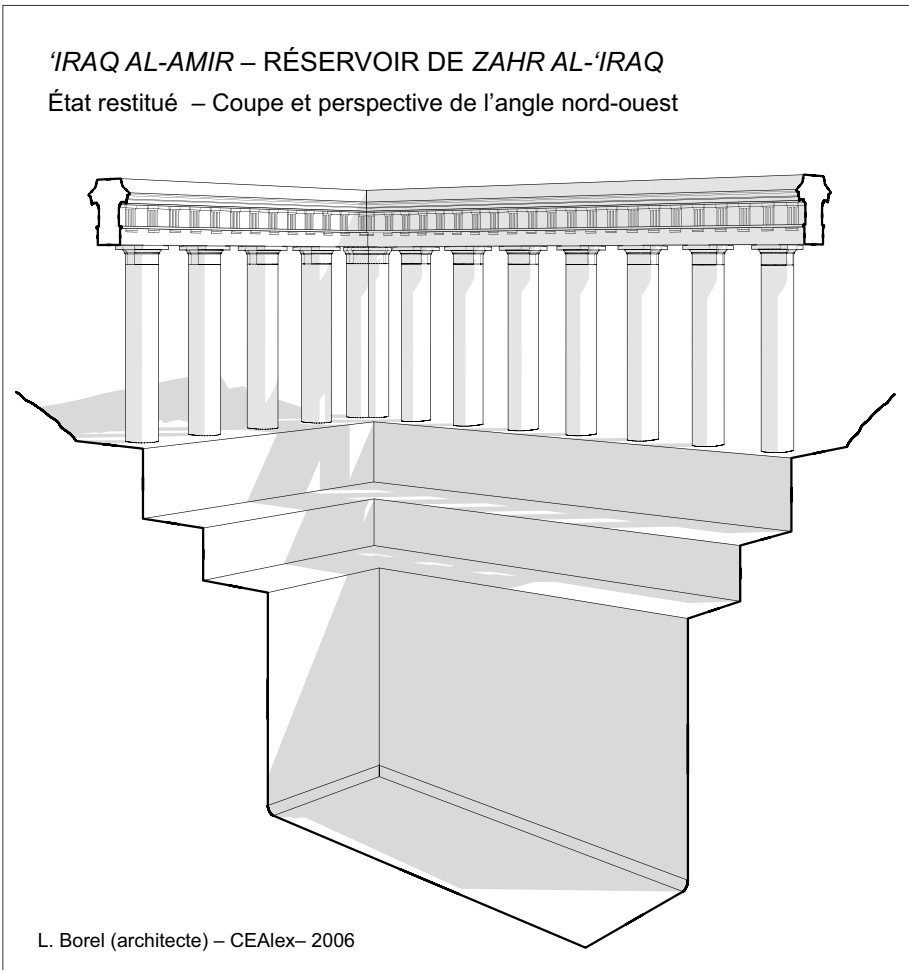 ‘IRAQ AL-AMIR – RÉSERVOIR DE ZAHR AL-‘IRAQ
État restitué – Coupe et perspective de l’angle nord-ouest
L. Borel (architecte) – CEAlex– 2006